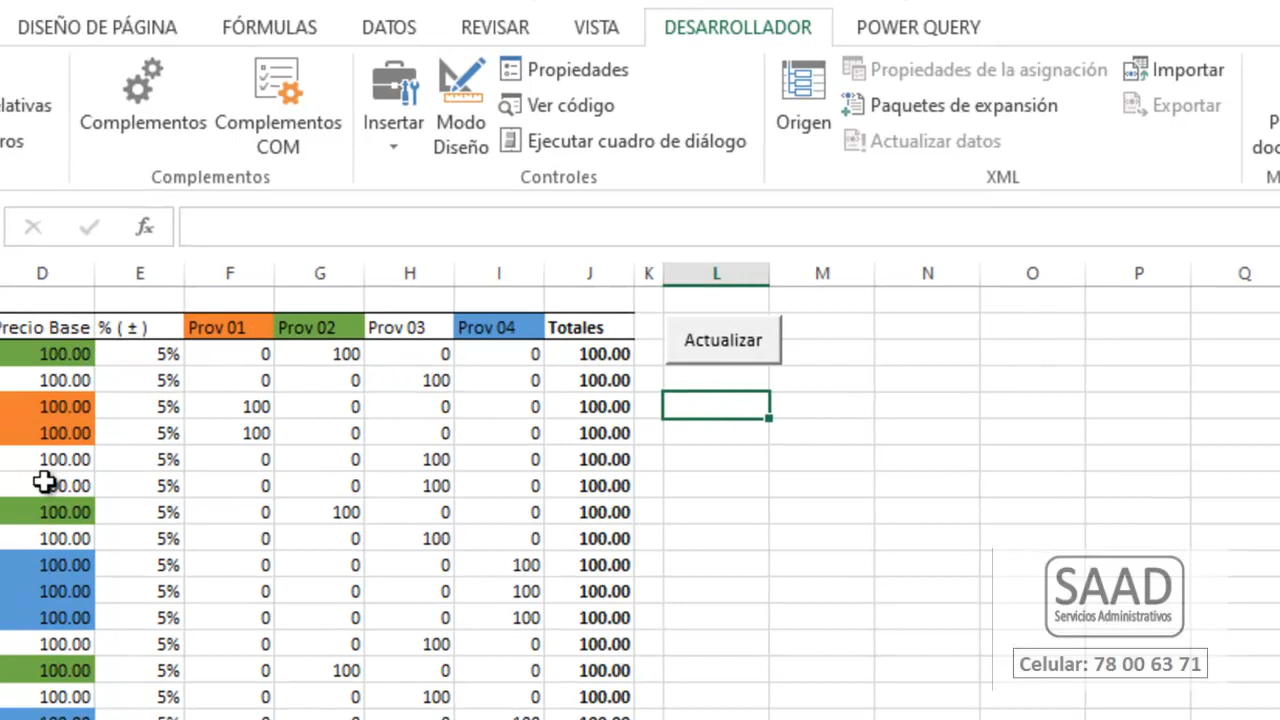 DISEÑO DE PÁGINA FÓRMULAS DATOS REVISAR VISTA DESARROLLADOR POWER QUERY
elativas
ros
Complementos
Complementos COM
Complementos
Insertar
Modo Diseño
Propiedades
Ver código
Ejecutar cuadro de diálogo
Controles
Origen
Propiedades de la asignación
Paquetes de expansión
Actualizar datos
Importar
Exportar
XML
fx
D E F G H I J K L M N O P Q
Precio Base % ( ± ) Prov 01 Prov 02 Prov 03 Prov 04 Totales
Actualizar
100.00 5% 0 100 0 0 100.00
100.00 5% 0 0 100 0 100.00
100.00 5% 100 0 0 0 100.00
100.00 5% 100 0 0 0 100.00
100.00 5% 0 0 100 0 100.00
00.00 5% 0 0 100 0 100.00
100.00 5% 0 100 0 0 100.00
100.00 5% 0 0 100 0 100.00
100.00 5% 0 0 0 100 100.00
100.00 5% 0 0 0 100 100.00
100.00 5% 0 0 0 100 100.00
100.00 5% 0 0 100 0 100.00
100.00 5% 0 100 0 0 100.00
100.00 5% 0 0 100 0 100.00
SAAD
Servicios Administrativos
Celular: 78 00 63 71